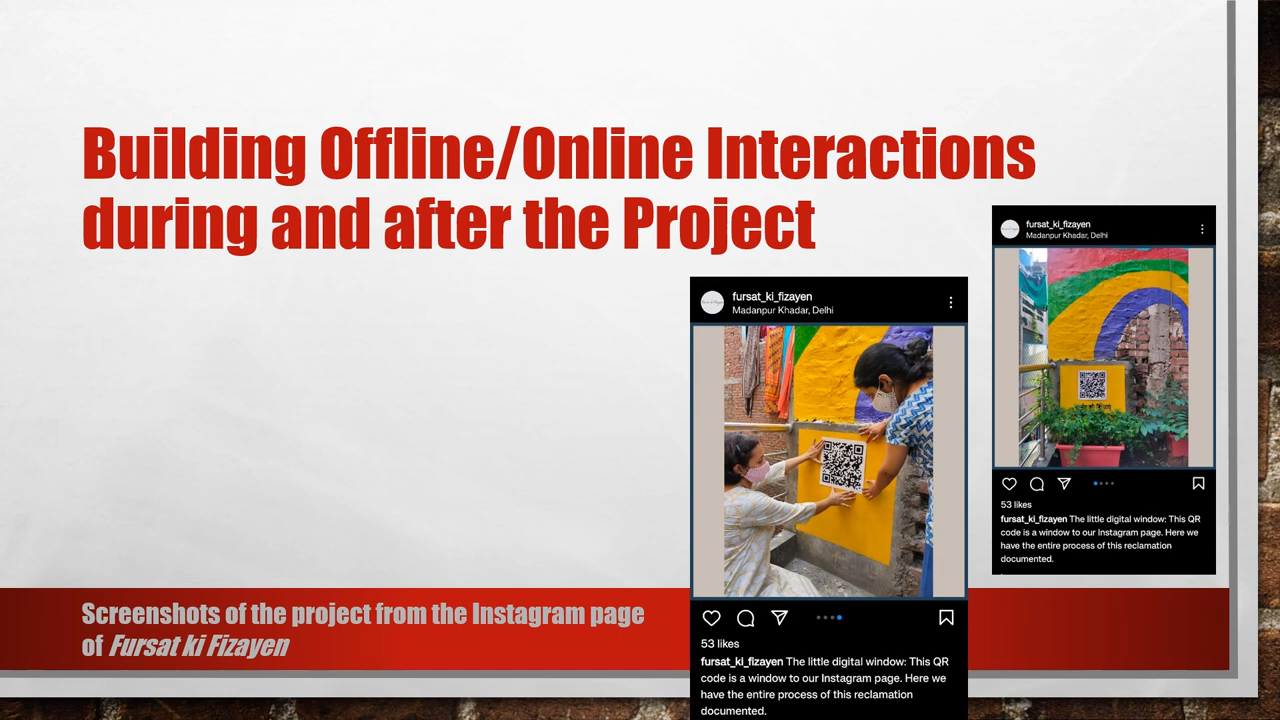 Building Offline/Online Interactions
during and after the Project
fursat_ki_fizayen
Madanpur Khadar, Delhi
53 likes
fursat_ki_fizayen The little digital window: This QR
code is a window to our Instagram page. Here we
have the entire process of this reclamation
documented.
fursat_ki_fizayen
Madanpur Khadar, Delhi
53 likes
fursat_ki_fizayen The little digital window: This QR
code is a window to our Instagram page. Here we
have the entire process of this reclamation
documented.
Screenshots of the project from the Instagram page
of Fursat ki Fizayen